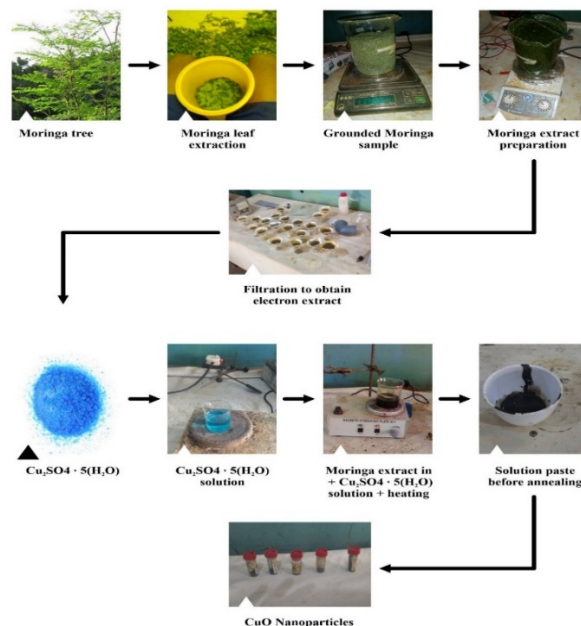 Moringa tree
Moringa leaf
extraction
Grounded Moringa
sample
Moringa extract
preparation
Filtration to obtain
electron extract
Cu₂SO4 · 5(H₂O)
Cu₂SO4 · 5(H₂O)
solution
Moringa extract in
+ Cu₂SO4 · 5(H₂O)
solution + heating
Solution paste
before annealing
CuO Nanoparticles